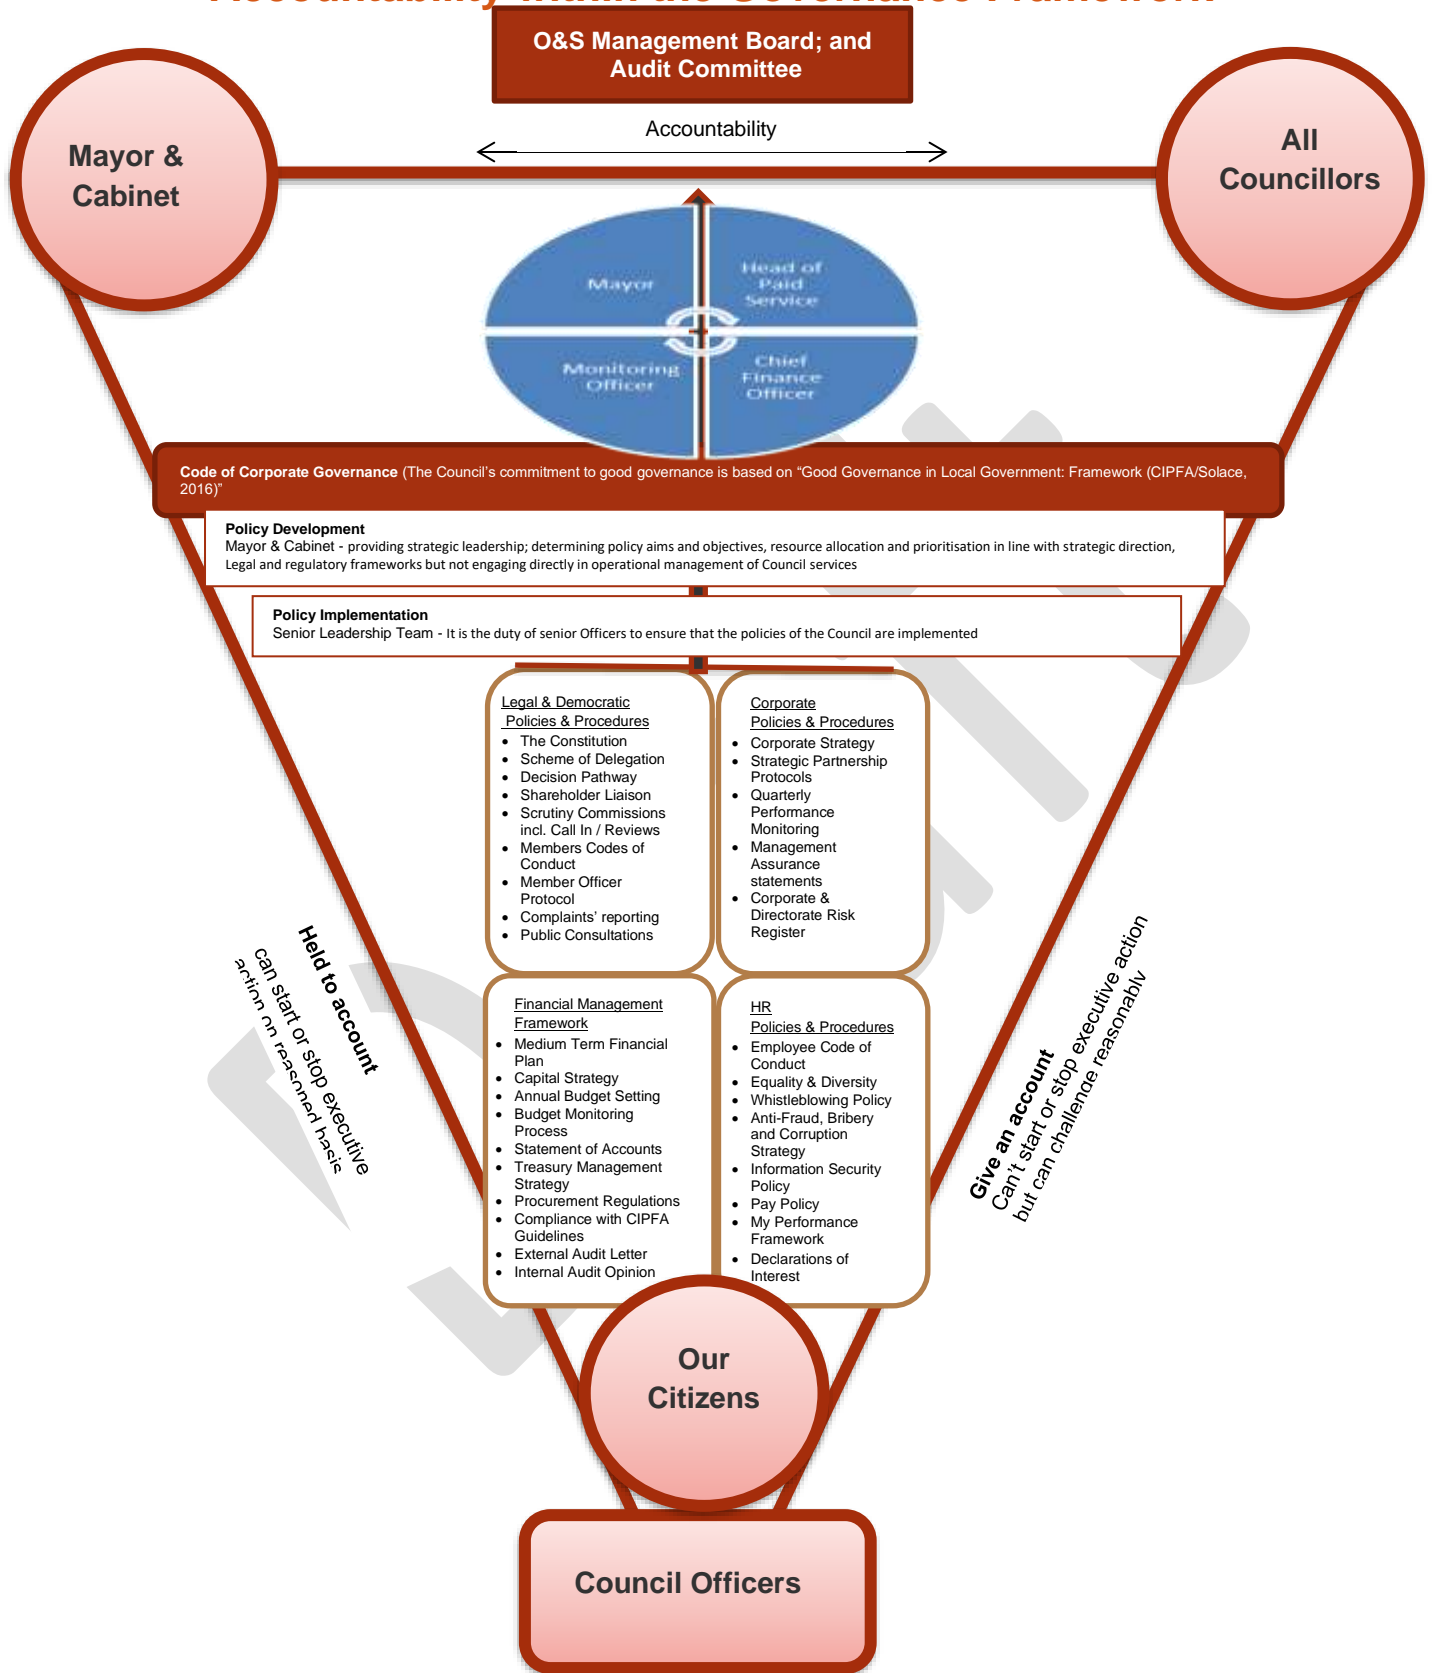 Accountability within the Governance Framework
O&S Management Board; and
Audit Committee
Accountability
Mayor &
Cabinet
All
Councillors
Mayor
Head of
Paid
Service
Monitoring
Officer
Chief
Finance
Officer
Code of Corporate Governance (The Council's commitment to good governance is based on "Good Governance in Local Government: Framework (CIPFA/Solace,
2016)"
Policy Development
Mayor & Cabinet - providing strategic leadership; determining policy aims and objectives, resource allocation and prioritisation in line with strategic direction,
Legal and regulatory frameworks but not engaging directly in operational management of Council services
Policy Implementation
Senior Leadership Team - It is the duty of senior Officers to ensure that the policies of the Council are implemented
Legal & Democratic
Policies & Procedures
• The Constitution
• Scheme of Delegation
• Decision Pathway
• Shareholder Liaison
• Scrutiny Commissions
incl. Call In / Reviews
• Members Codes of
Conduct
• Member Officer
Protocol
• Complaints' reporting
• Public Consultations
Corporate
Policies & Procedures
• Corporate Strategy
• Strategic Partnership
Protocols
• Quarterly
Performance
Monitoring
• Management
Assurance
statements
• Corporate &
Directorate Risk
Register
Financial Management
Framework
• Medium Term Financial
Plan
• Capital Strategy
• Annual Budget Setting
• Budget Monitoring
Process
• Statement of Accounts
• Treasury Management
Strategy
• Procurement Regulations
• Compliance with CIPFA
Guidelines
• External Audit Letter
• Internal Audit Opinion
HR
Policies & Procedures
• Employee Code of
Conduct
• Equality & Diversity
• Whistleblowing Policy
• Anti-Fraud, Bribery
and Corruption
Strategy
• Information Security
Policy
• Pay Policy
• My Performance
Framework
• Declarations of
Interest
Held to account
can start or stop executive
action on reasoned basis
Give an account
Can't start or stop executive action
but can challenge reasonably
Our
Citizens
Council Officers
Draft